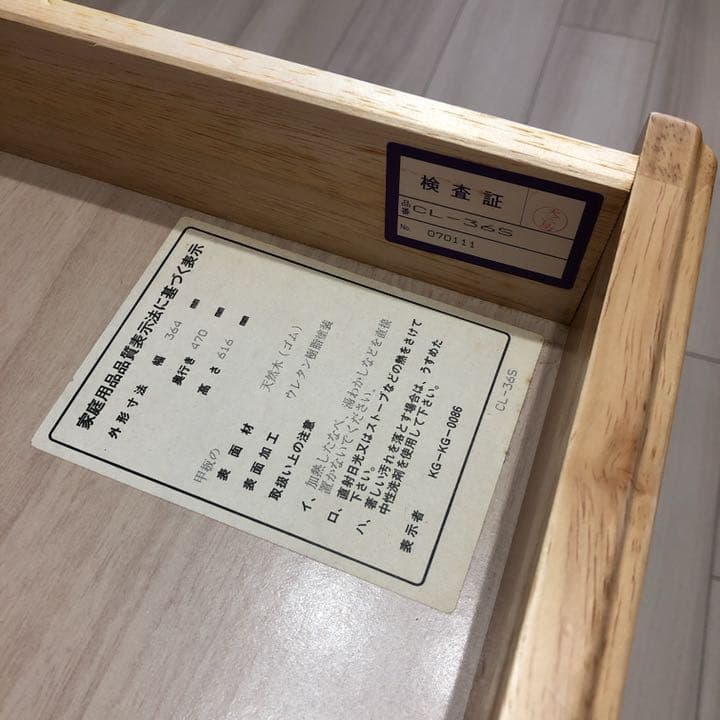 検査証
品番 CL-36S
No. 070111
家庭用品品質表示法に基づく表示
外形寸法 幅 364 mm
奥行き 470 mm
高さ 616 mm
甲板の
表面材 天然木(ゴム)
表面加工 ウレタン樹脂塗装
取扱い上の注意
イ、加熱したなべ、湯わかしなどを直接
置かないでください。
ロ、直射日光又はストーブなどの熱をさけて
下さい。
ハ、著しい汚れを落とす場合は、うすめた
中性洗剤を使用して下さい。
表示者 KG-KG-0086
CL-36S